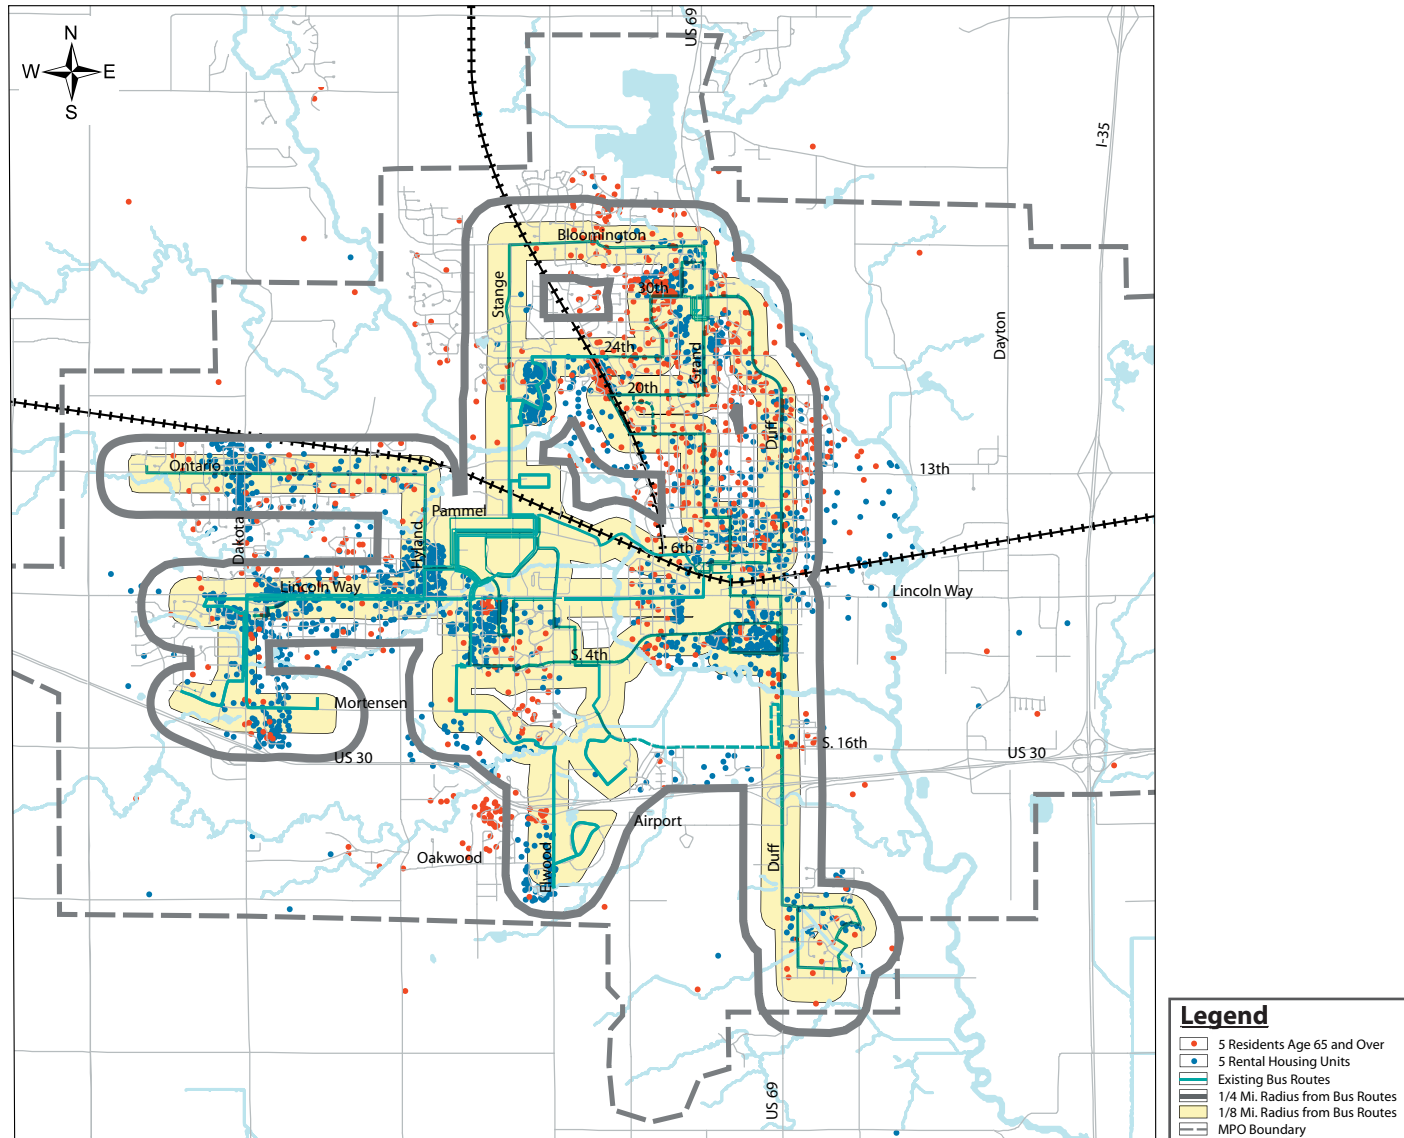 US 69
N
W E
S
I-35
Bloomington
Stange
30th
Dayton
24th
Grand
20th
Duff
Ontario
13th
Pammel
Dakota
Hyland
6th
Lincoln Way
Lincoln Way
S. 4th
Mortensen
S. 16th
US 30
US 30
Airport
Oakwood
Elwood
Duff
US 69
Legend
5 Residents Age 65 and Over
5 Rental Housing Units
Existing Bus Routes
1/4 Mi. Radius from Bus Routes
1/8 Mi. Radius from Bus Routes
MPO Boundary